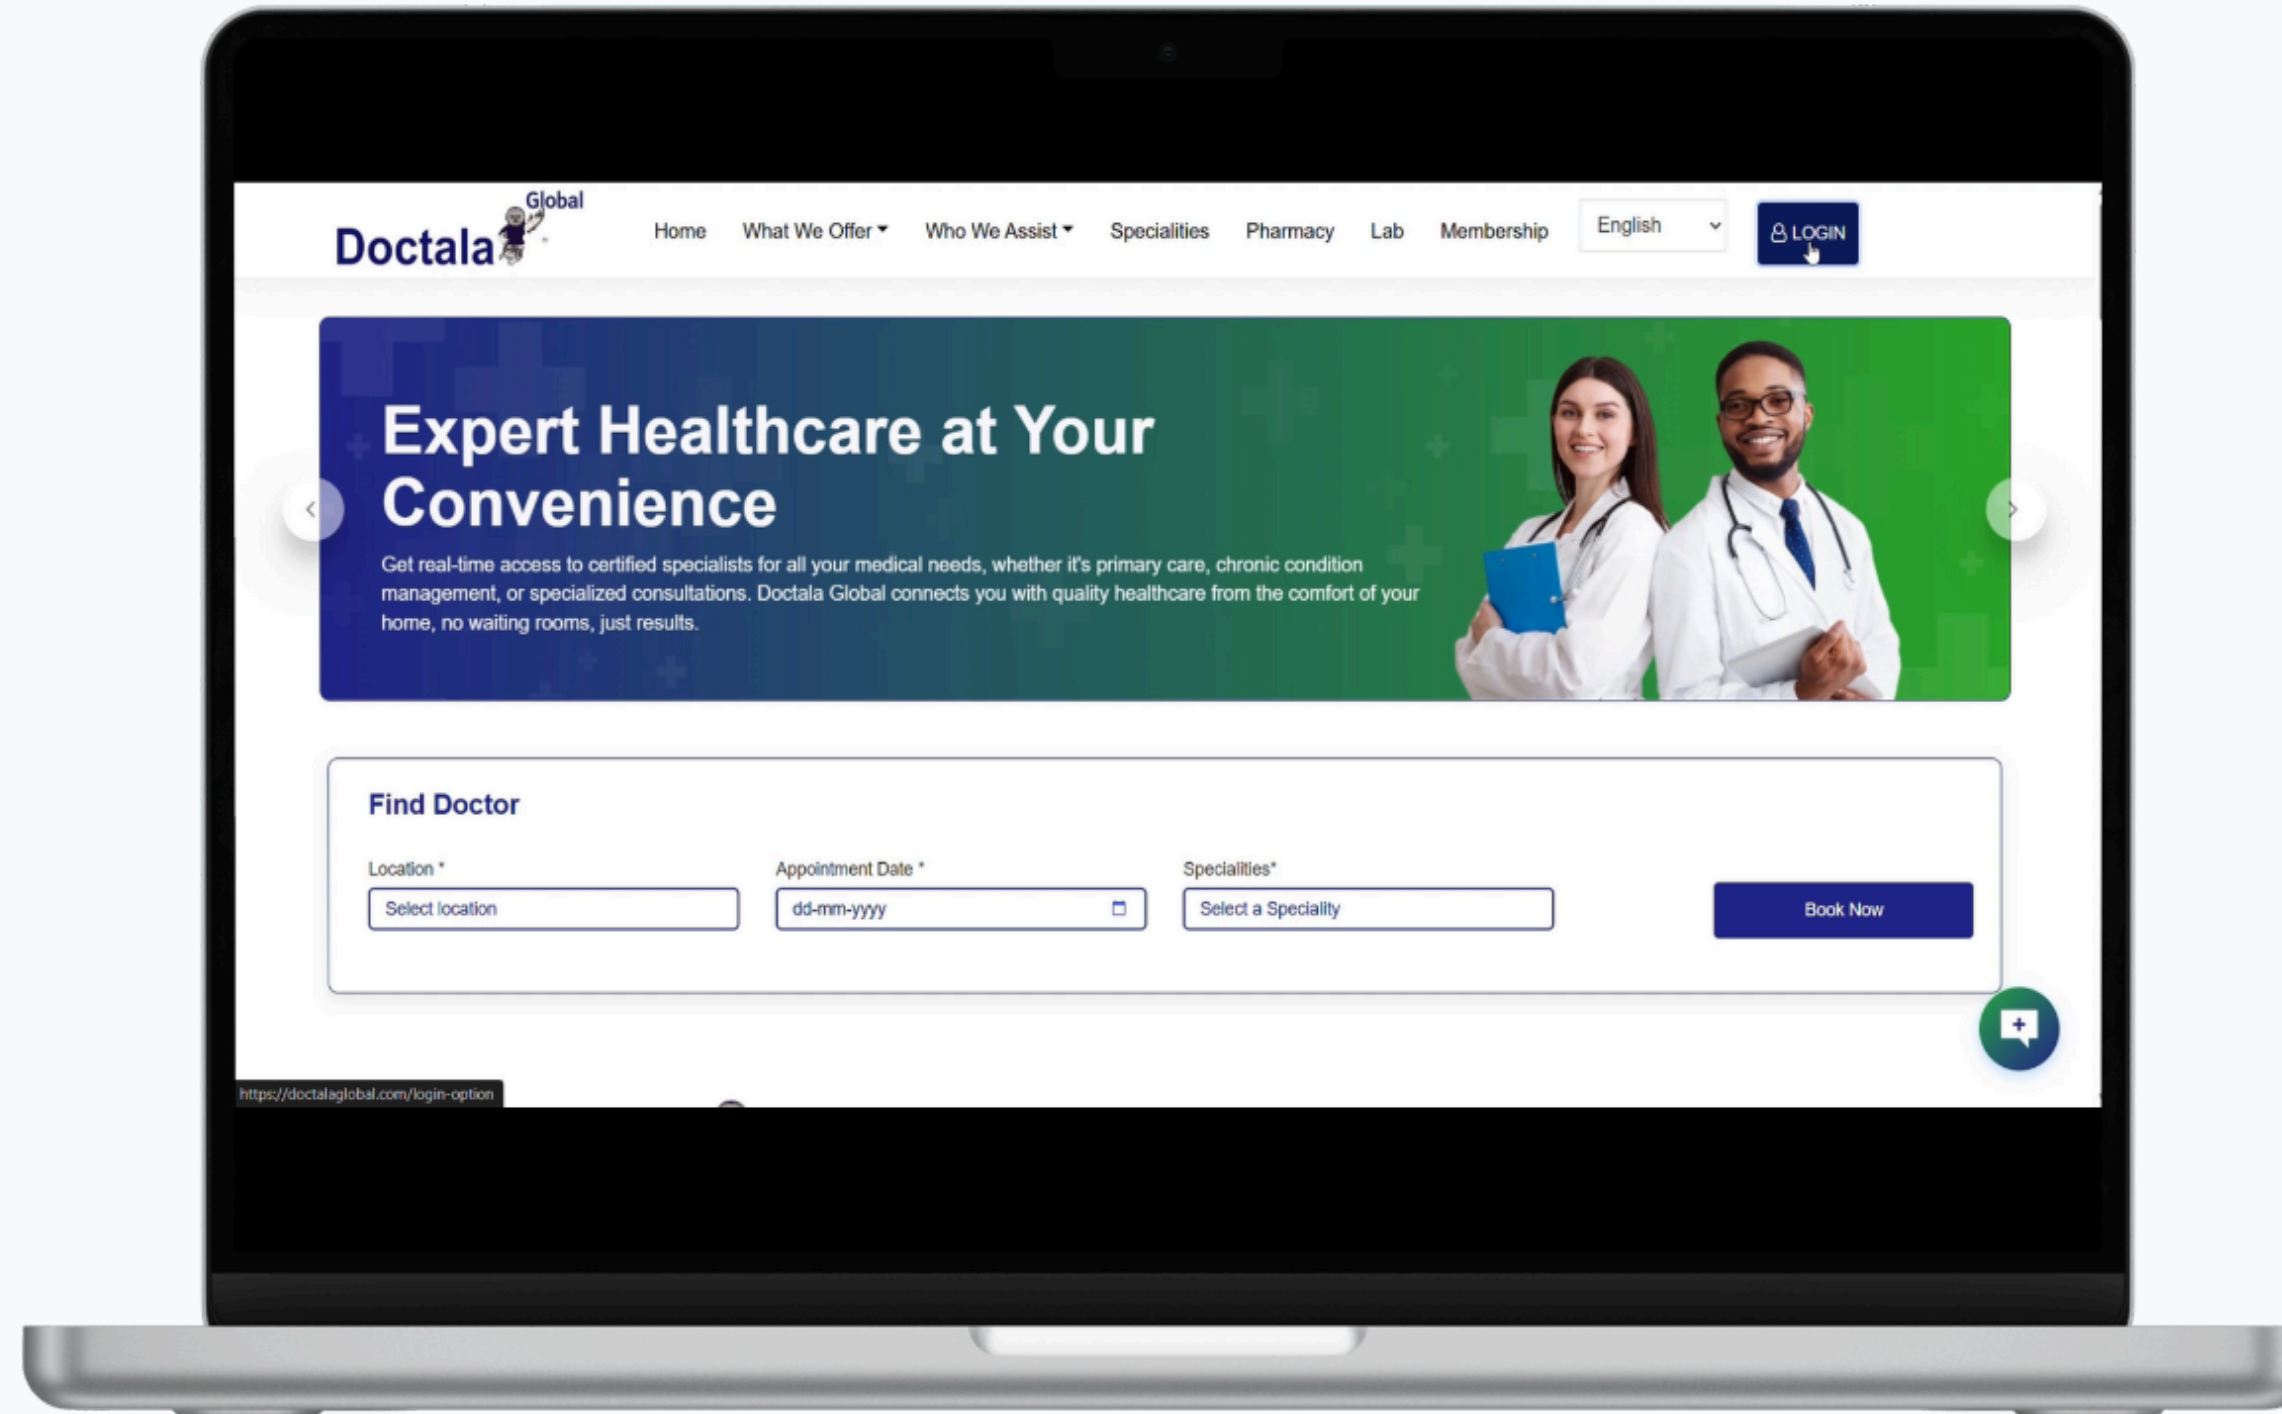 Doctala Global
Home What We Offer Who We Assist Specialities Pharmacy Lab Membership English LOGIN
Expert Healthcare at Your
Convenience
Get real-time access to certified specialists for all your medical needs, whether it's primary care, chronic condition
management, or specialized consultations. Doctala Global connects you with quality healthcare from the comfort of your
home, no waiting rooms, just results.
Find Doctor
Location * Appointment Date * Specialities*
Select location dd-mm-yyyy Select a Speciality Book Now
https://doctalaglobal.com/login-option